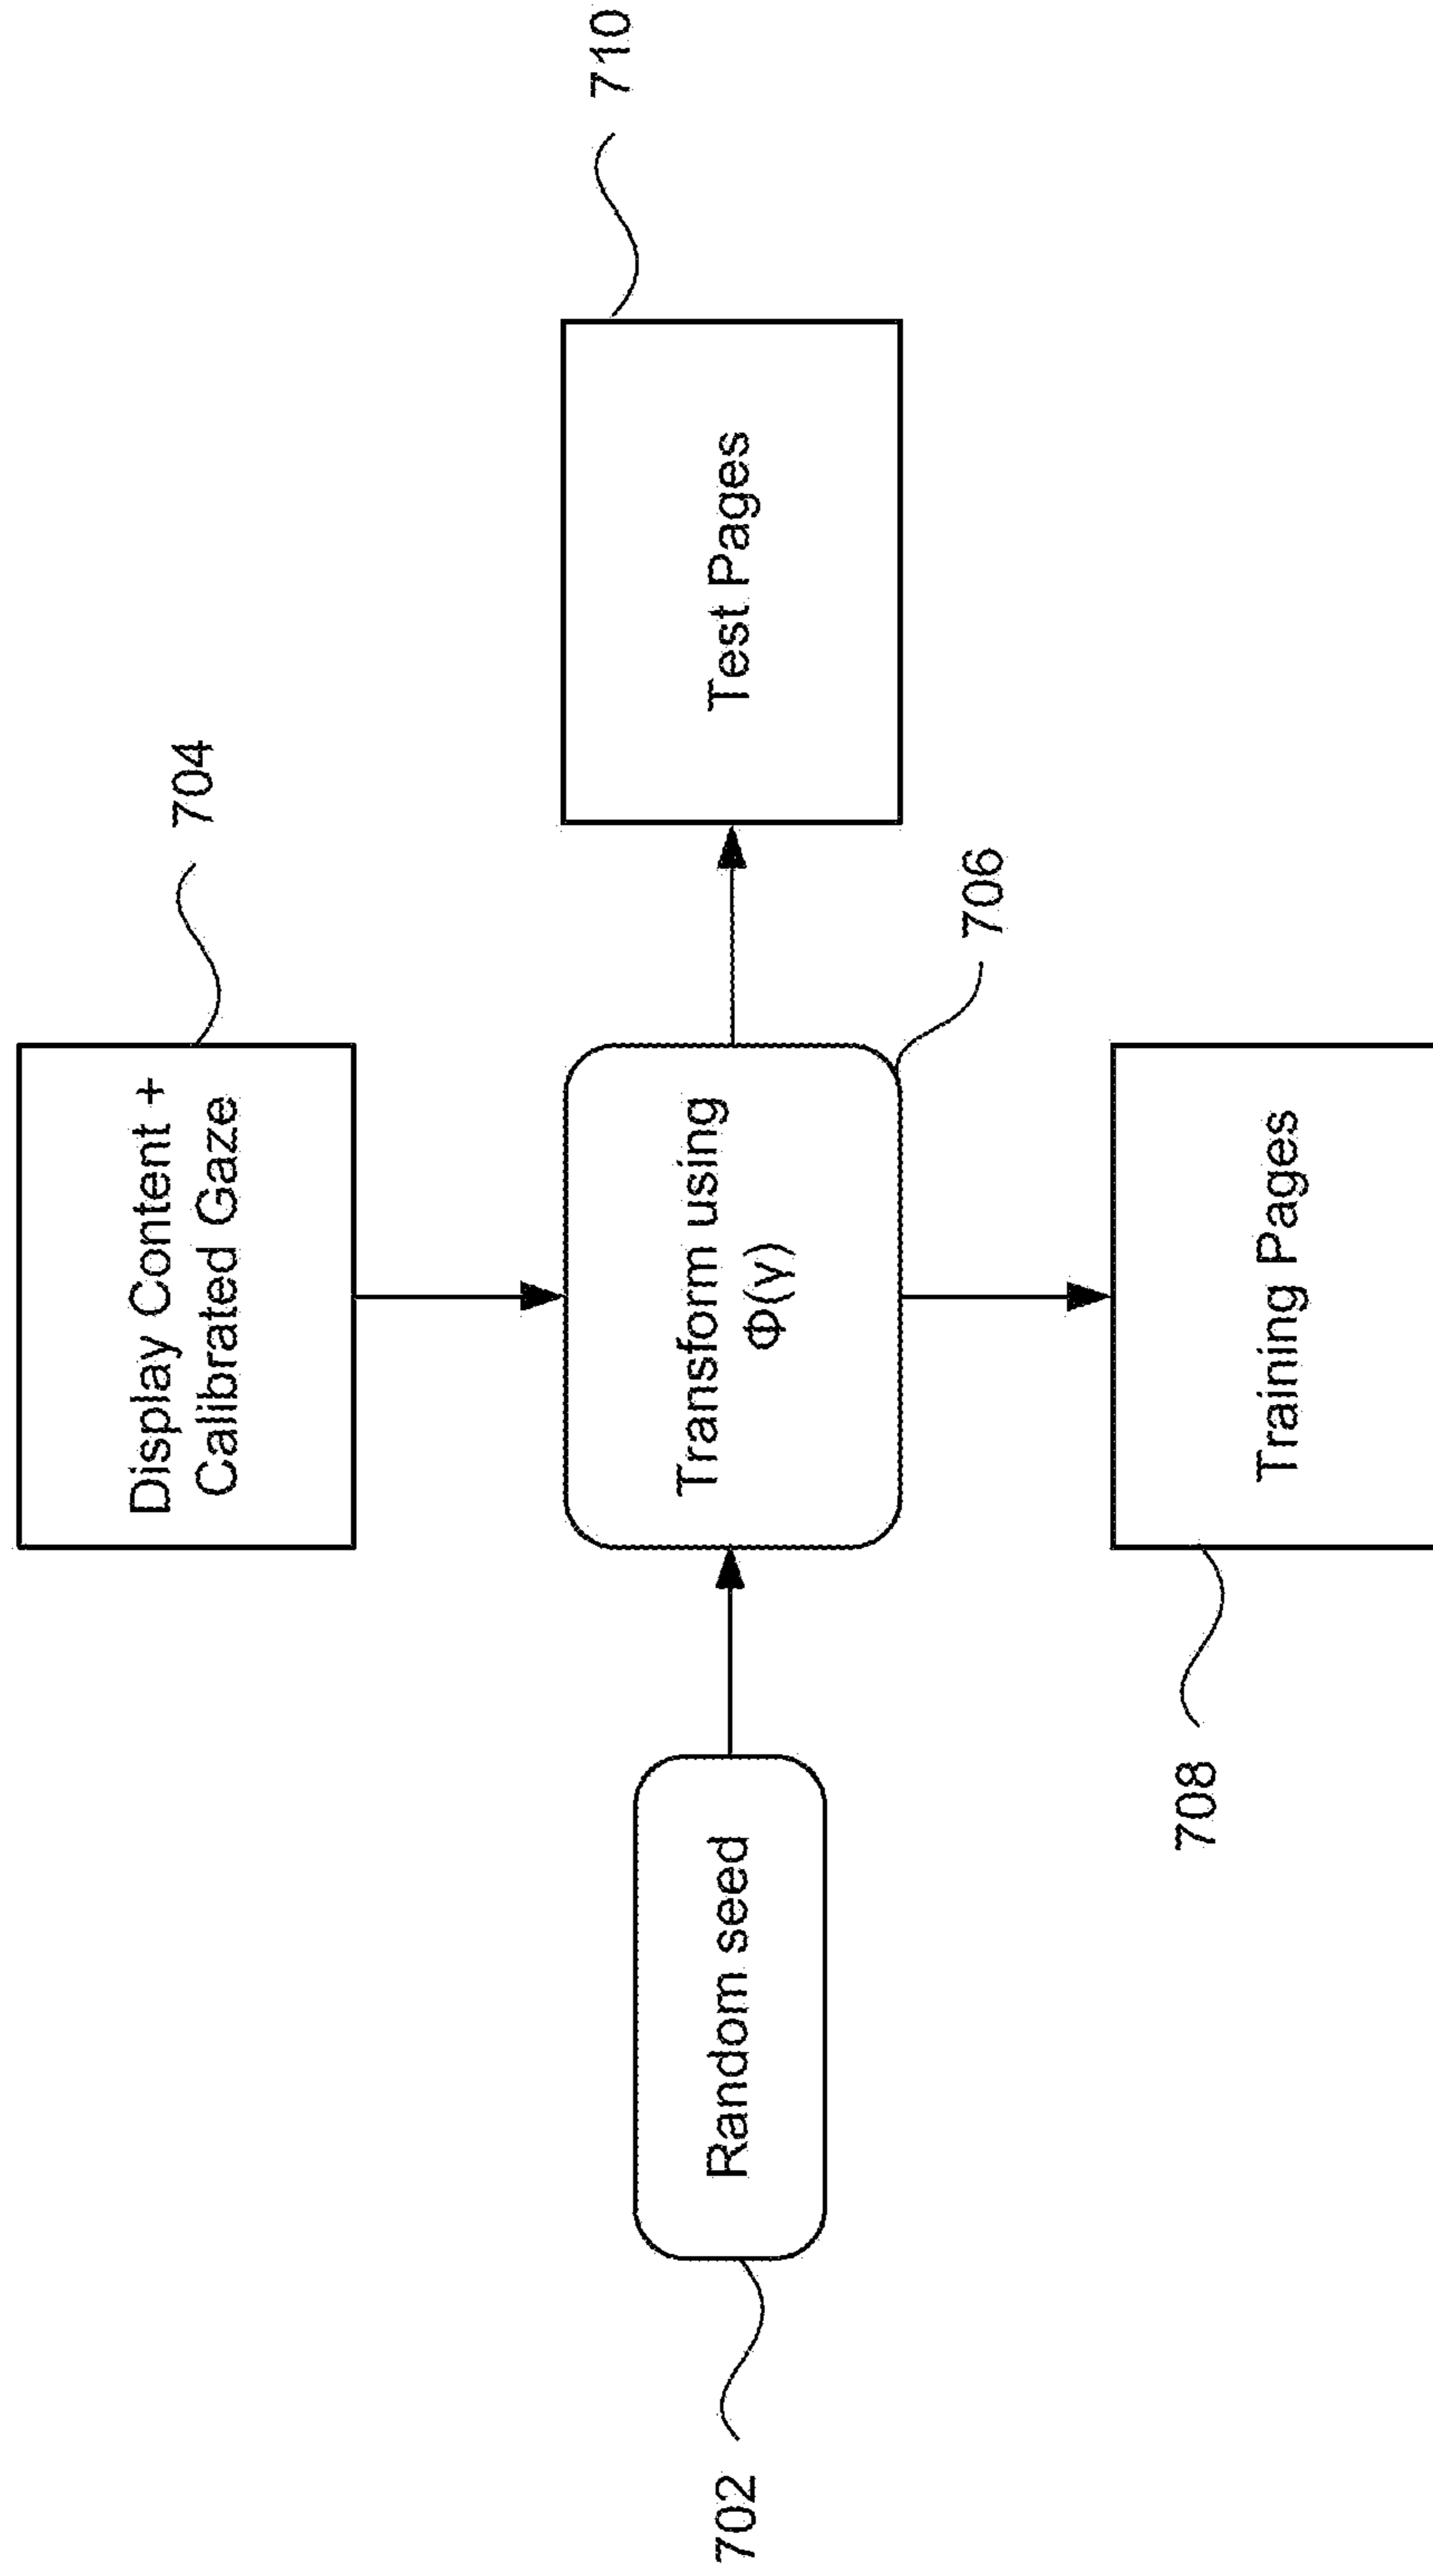 704
Display Content +
Calibrated Gaze
702
Random seed
Transform using
Φ(γ)
706
Test Pages
710
708
Training Pages